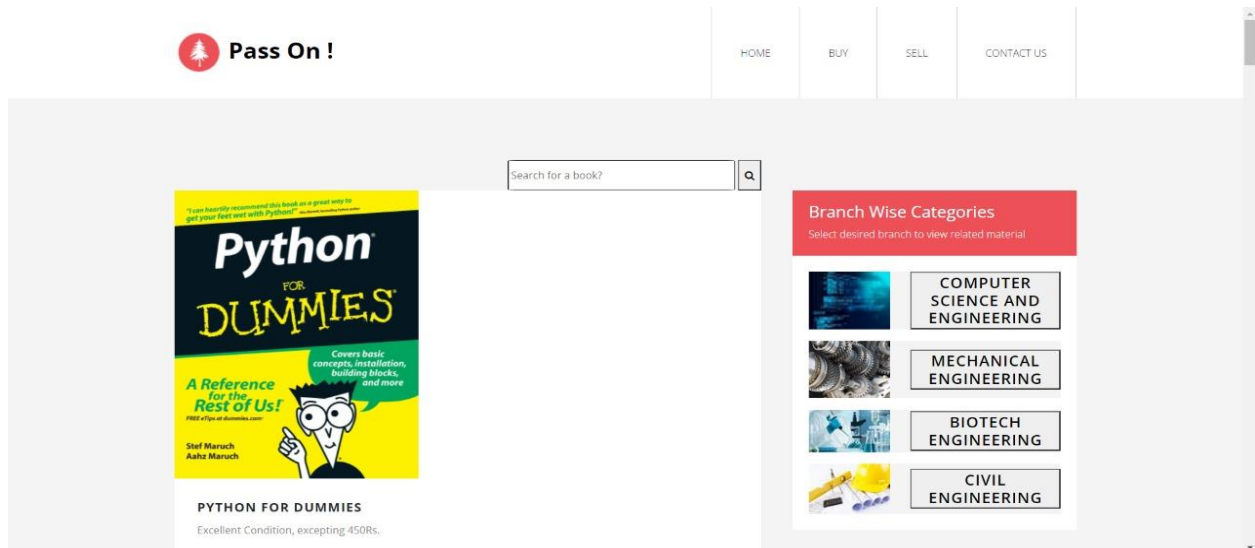 Pass On !
HOME
BUY
SELL
CONTACT US
Search for a book?
"I can heartily recommend this book as a great way to
get your feet wet with Python!"
Python
FOR
DUMMIES
Covers basic
concepts, installation,
building blocks,
and more
A Reference
for the
Rest of Us!
FREE eTips at dummies.com
Stef Maruch
Aahz Maruch
PYTHON FOR DUMMIES
Excellent Condition, excepting 450Rs.
Branch Wise Categories
Select desired branch to view related material
COMPUTER
SCIENCE AND
ENGINEERING
MECHANICAL
ENGINEERING
BIOTECH
ENGINEERING
CIVIL
ENGINEERING